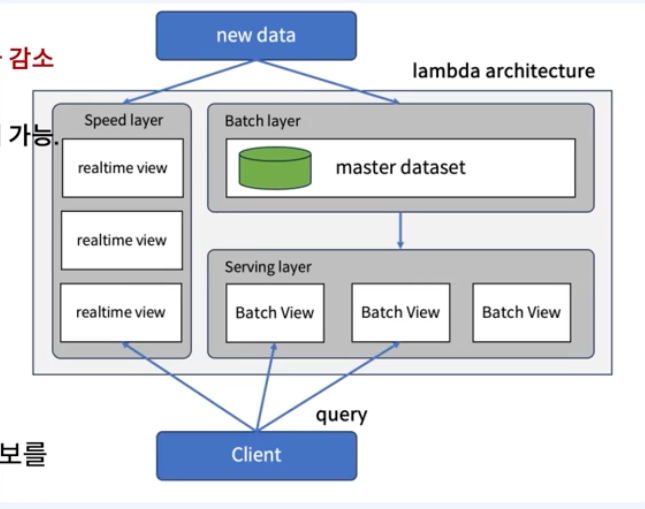 new data
감소
lambda architecture
가능.
Speed layer
realtime view
realtime view
realtime view
Batch layer
master dataset
Serving layer
Batch View
Batch View
Batch View
query
보를
Client